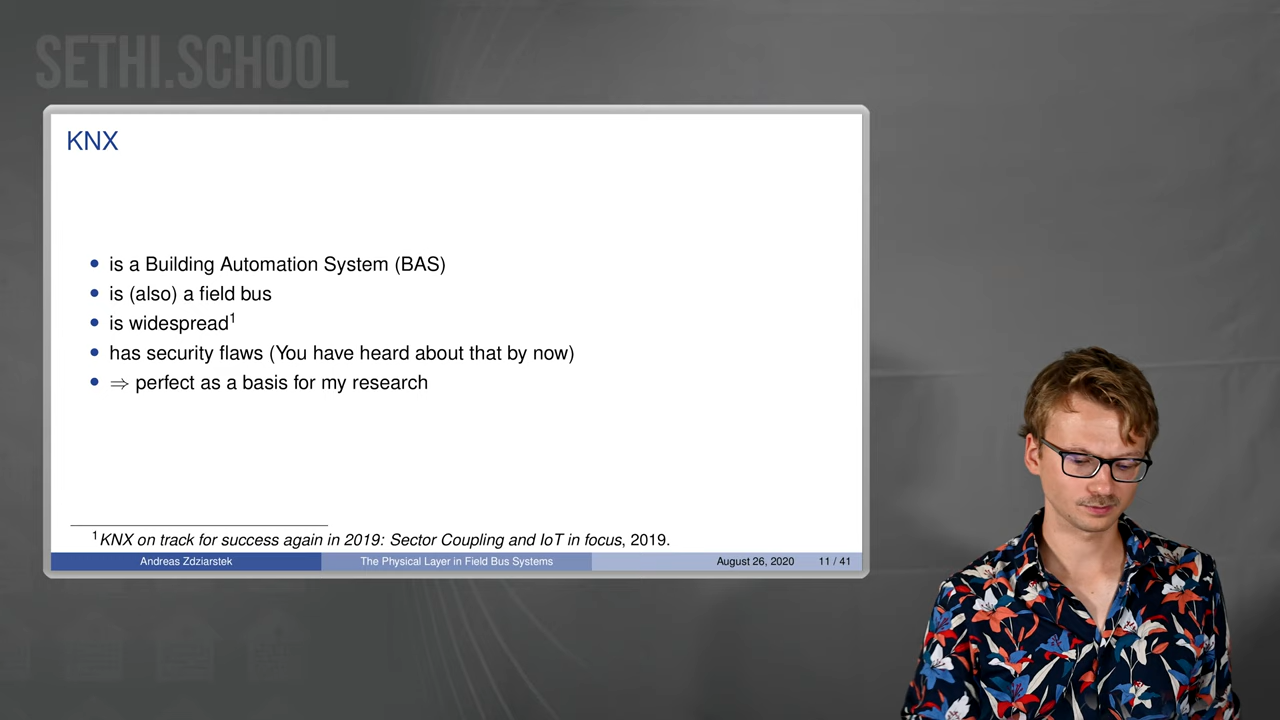 SETHI.SCHOOL
KNX
• is a Building Automation System (BAS)
• is (also) a field bus
• is widespread¹
• has security flaws (You have heard about that by now)
• ⇒ perfect as a basis for my research
¹KNX on track for success again in 2019: Sector Coupling and IoT in focus, 2019.
Andreas Zdziarstek The Physical Layer in Field Bus Systems August 26, 2020 11 / 41